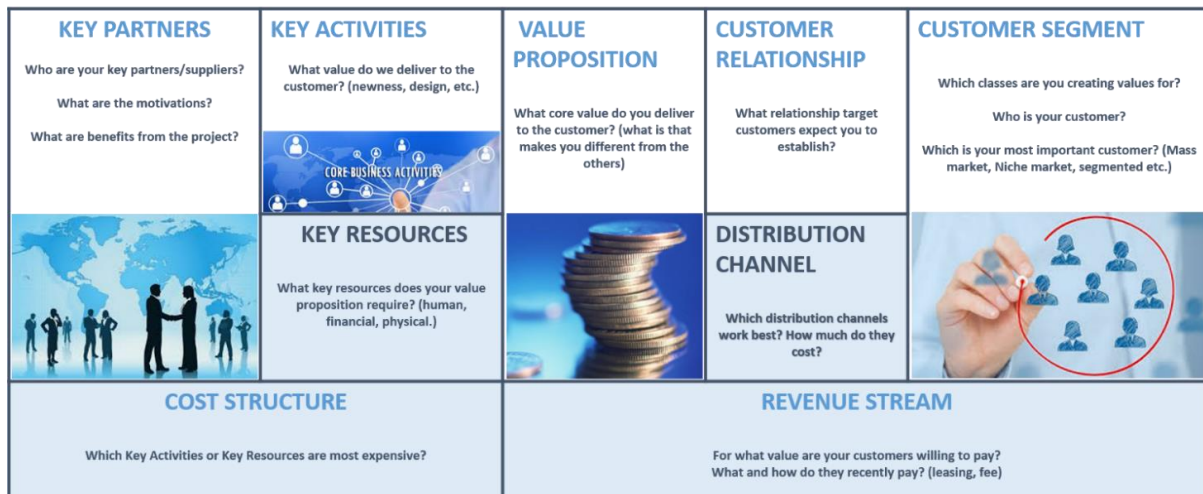 KEY PARTNERS
Who are your key partners/suppliers?
What are the motivations?
What are benefits from the project?
KEY ACTIVITIES
What value do we deliver to the
customer? (newness, design, etc.)
CORE BUSINESS ACTIVITIES
KEY RESOURCES
What key resources does your value
proposition require? (human,
financial, physical.)
VALUE
PROPOSITION
What core value do you deliver
to the customer? (what is that
makes you different from the
others)
CUSTOMER
RELATIONSHIP
What relationship target
customers expect you to
establish?
DISTRIBUTION
CHANNEL
Which distribution channels
work best? How much do they
cost?
CUSTOMER SEGMENT
Which classes are you creating values for?
Who is your customer?
Which is your most important customer? (Mass
market, Niche market, segmented etc.)
COST STRUCTURE
Which Key Activities or Key Resources are most expensive?
REVENUE STREAM
For what value are your customers willing to pay?
What and how do they recently pay? (leasing, fee)